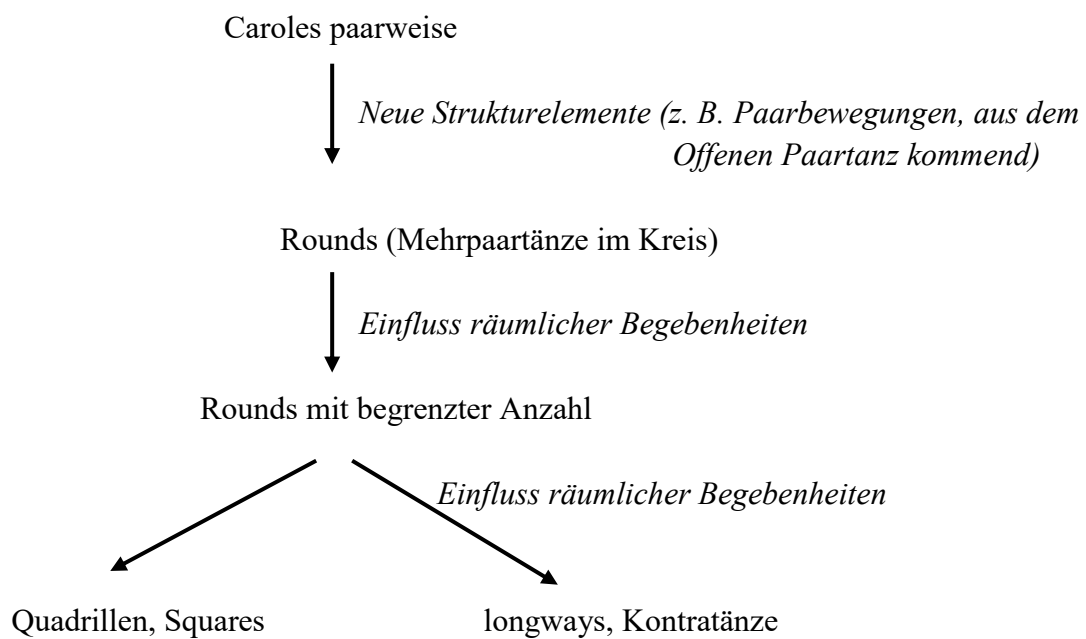 Caroles paarweise
Neue Strukturelemente (z. B. Paarbewegungen, aus dem
Offenen Paartanz kommend)
Rounds (Mehrpaartänze im Kreis)
Einfluss räumlicher Begebenheiten
Rounds mit begrenzter Anzahl
Einfluss räumlicher Begebenheiten
Quadrillen, Squares
longways, Kontratänze